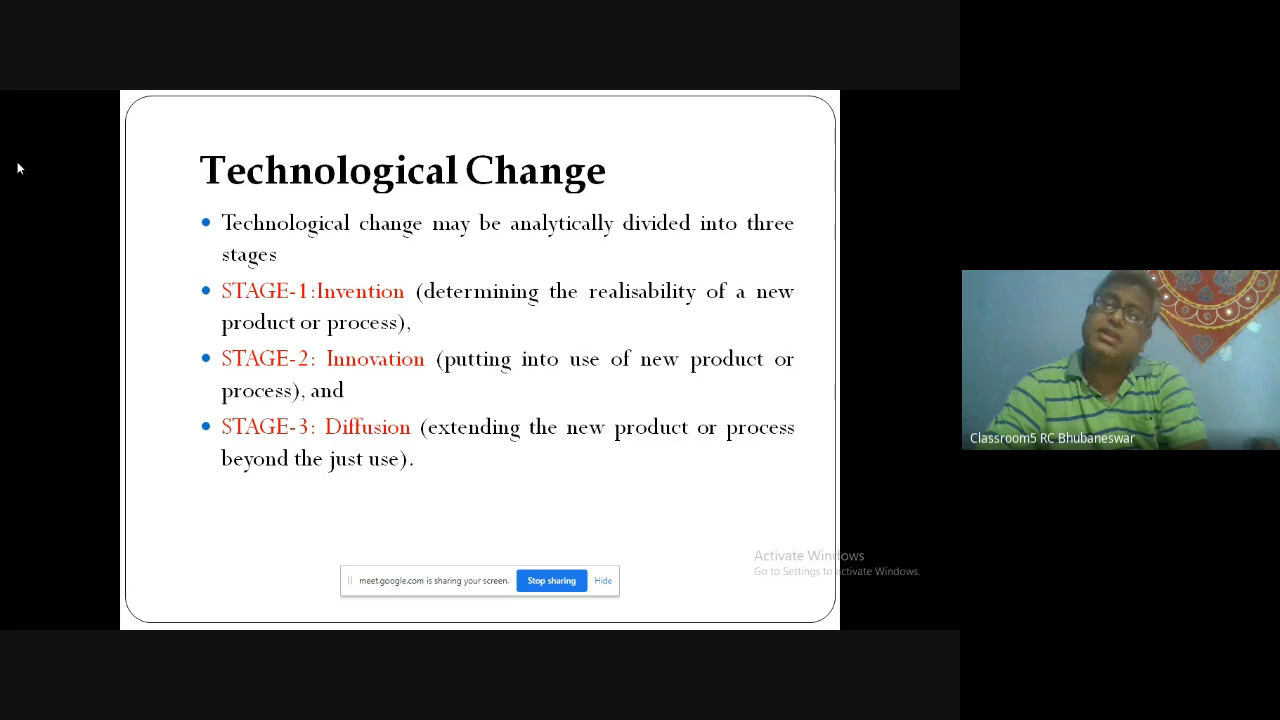 Technological Change
Technological change may be analytically divided into three
stages
STAGE-1:Invention (determining the realisability of a new
product or process),
STAGE-2: Innovation (putting into use of new product or
process), and
STAGE-3: Diffusion (extending the new product or process
beyond the just use).
Classroom5 RC Bhubaneswar
Activate Windows
Go to Settings to activate Windows.
meet.google.com is sharing your screen.
Stop sharing
Hide